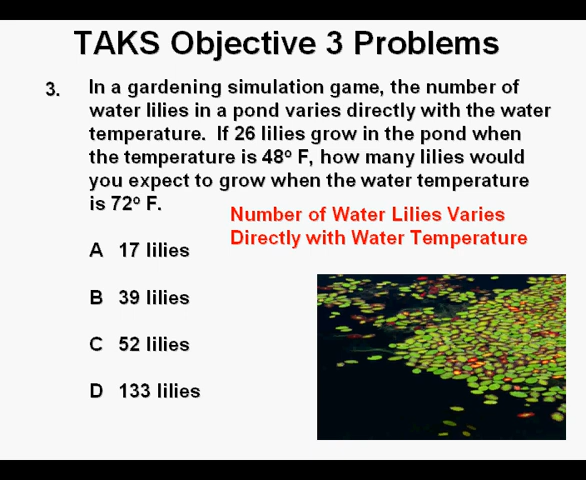 TAKS Objective 3 Problems
3. In a gardening simulation game, the number of
water lilies in a pond varies directly with the water
temperature. If 26 lilies grow in the pond when
the temperature is 48º F, how many lilies would
you expect to grow when the water temperature
is 72º F.
Number of Water Lilies Varies
Directly with Water Temperature
A 17 lilies
B 39 lilies
C 52 lilies
D 133 lilies